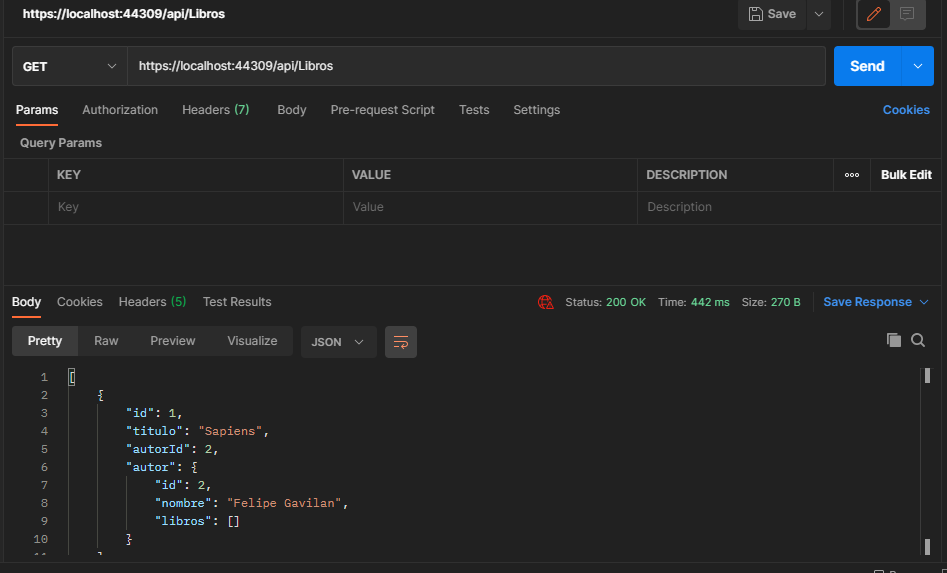 https://localhost:44309/api/Libros Save
GET https://localhost:44309/api/Libros Send
Params Authorization Headers (7) Body Pre-request Script Tests Settings Cookies
Query Params
KEY VALUE DESCRIPTION ooo Bulk Edit
Key Value Description
Body Cookies Headers (5) Test Results Status: 200 OK Time: 442 ms Size: 270 B Save Response
Pretty Raw Preview Visualize JSON
1 [
2 {
3 "id": 1,
4 "titulo": "Sapiens",
5 "autorId": 2,
6 "autor": {
7 "id": 2,
8 "nombre": "Felipe Gavilan",
9 "libros": []
10 }